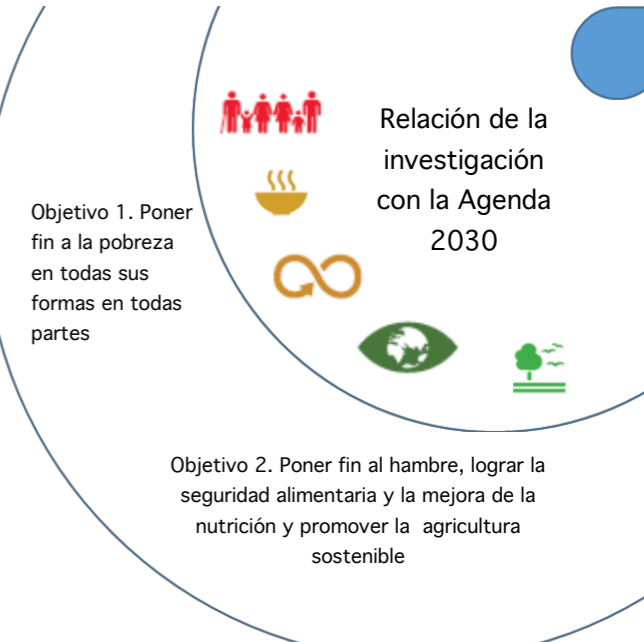 Relación de la
investigación
con la Agenda
2030
Objetivo 1. Poner
fin a la pobreza
en todas sus
formas en todas
partes
Objetivo 2. Poner fin al hambre, lograr la
seguridad alimentaria y la mejora de la
nutrición y promover la  agricultura
sostenible